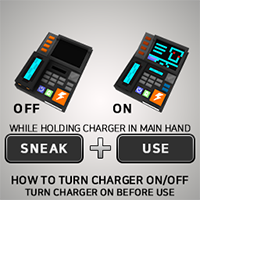 OFF ON
WHILE HOLDING CHARGER IN MAIN HAND
SNEAK + USE
HOW TO TURN CHARGER ON/OFF
TURN CHARGER ON BEFORE USE